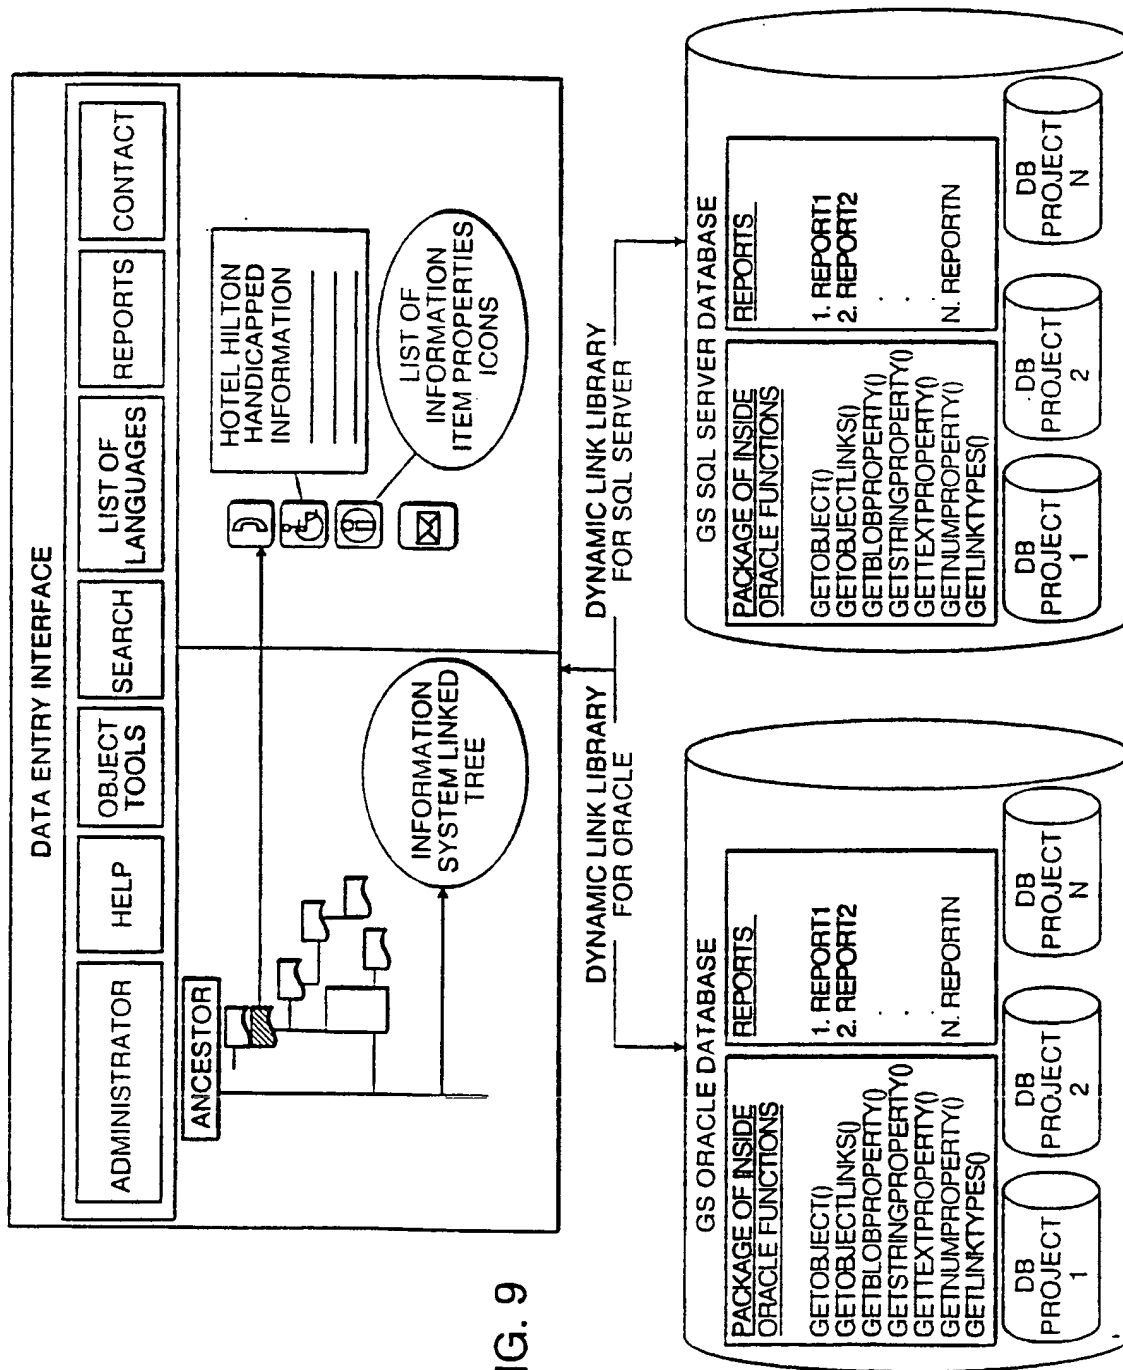 DATA ENTRY INTERFACE
ADMINISTRATOR
HELP
OBJECT
TOOLS
SEARCH
LIST OF
LANGUAGES
REPORTS
CONTACT
ANCESTOR
INFORMATION
SYSTEM LINKED
TREE
HOTEL HILTON
HANDICAPPED
INFORMATION
LIST OF
INFORMATION
ITEM PROPERTIES
ICONS
DYNAMIC LINK LIBRARY
FOR ORACLE
DYNAMIC LINK LIBRARY
FOR SQL SERVER
GS ORACLE DATABASE
PACKAGE OF INSIDE
ORACLE FUNCTIONS
GETOBJECT()
GETOBJECTLINKS()
GETBLOBPROPERTY()
GETSTRINGPROPERTY()
GETTEXTPROPERTY()
GETNUMPROPERTY()
GETLINKTYPES()
REPORTS
1. REPORT1
2. REPORT2
.
.
N. REPORTN
DB
PROJECT
1
DB
PROJECT
2
DB
PROJECT
N
GS SQL SERVER DATABASE
PACKAGE OF INSIDE
ORACLE FUNCTIONS
GETOBJECT()
GETOBJECTLINKS()
GETBLOBPROPERTY()
GETSTRINGPROPERTY()
GETTEXTPROPERTY()
GETNUMPROPERTY()
GETLINKTYPES()
REPORTS
1. REPORT1
2. REPORT2
.
.
N. REPORTN
DB
PROJECT
1
DB
PROJECT
2
DB
PROJECT
N
IG. 9